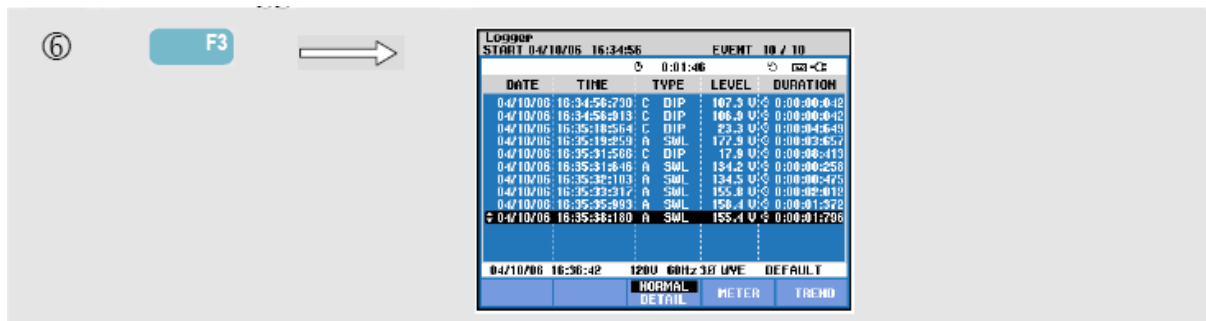 ⑥
F3
Logger
START 04/10/06 16:34:56 EVENT 10 / 10
0:01:46
DATE TIME TYPE LEVEL DURATION
04/10/06 16:34:56:730 C DIP 107.3 V 0:00:00:042
04/10/06 16:34:56:913 C DIP 106.9 V 0:00:00:042
04/10/06 16:35:18:564 C DIP 23.3 V 0:00:04:649
04/10/06 16:35:19:259 A SWL 177.9 V 0:00:03:657
04/10/06 16:35:31:566 C DIP 17.9 V 0:00:08:413
04/10/06 16:35:31:646 A SWL 134.2 V 0:00:00:258
04/10/06 16:35:32:103 A SWL 134.5 V 0:00:00:475
04/10/06 16:35:33:317 A SWL 155.8 V 0:00:02:012
04/10/06 16:35:35:993 A SWL 158.4 V 0:00:01:372
04/10/06 16:35:38:180 A SWL 155.4 V 0:00:01:796
04/10/06 16:36:42 120V 60Hz 3Ø WYE DEFAULT
NORMAL
DETAIL METER TREND